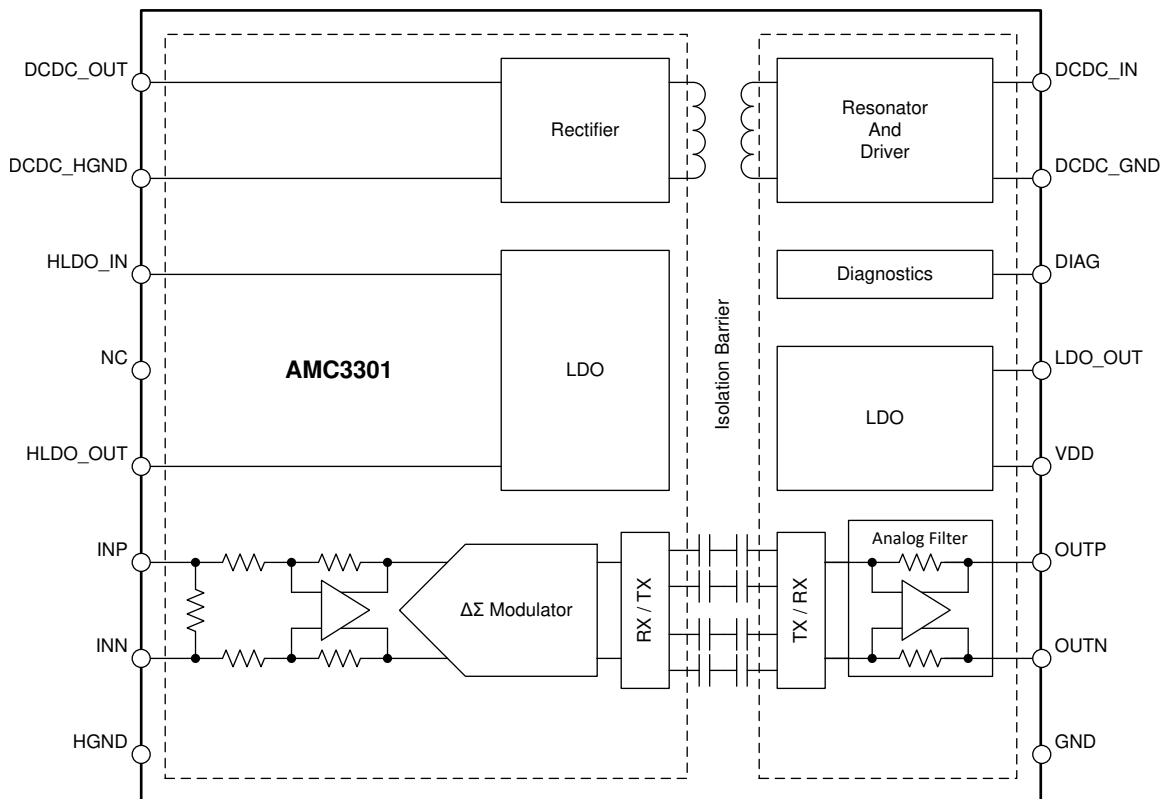 DCDC_OUT
DCDC_HGND
HLDO_IN
NC
HLDO_OUT
INP
INN
HGND
Rectifier
AMC3301
LDO
ΔΣ Modulator
RX / TX
Isolation Barrier
Resonator
And
Driver
Diagnostics
LDO
TX / RX
Analog Filter
DCDC_IN
DCDC_GND
DIAG
LDO_OUT
VDD
OUTP
OUTN
GND